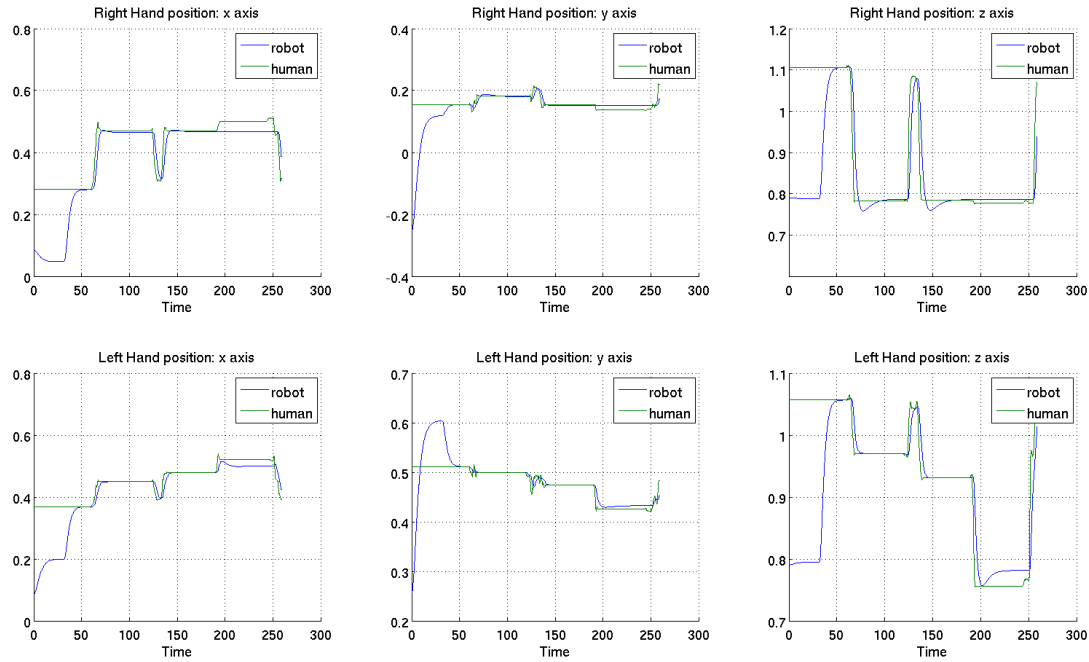 Right Hand position: x axis
robot
human
0.8
0.6
0.4
0.2
0
0 50 100 150 200 250 300
Time
Right Hand position: y axis
robot
human
0.4
0.2
0
-0.2
-0.4
0 50 100 150 200 250 300
Time
Right Hand position: z axis
robot
human
1.2
1.1
1
0.9
0.8
0.7
0 50 100 150 200 250 300
Time
Left Hand position: x axis
robot
human
0.8
0.6
0.4
0.2
0
0 50 100 150 200 250 300
Time
Left Hand position: y axis
robot
human
0.7
0.6
0.5
0.4
0.3
0.2
0 50 100 150 200 250 300
Time
Left Hand position: z axis
robot
human
1.1
1
0.9
0.8
0.7
0 50 100 150 200 250 300
Time